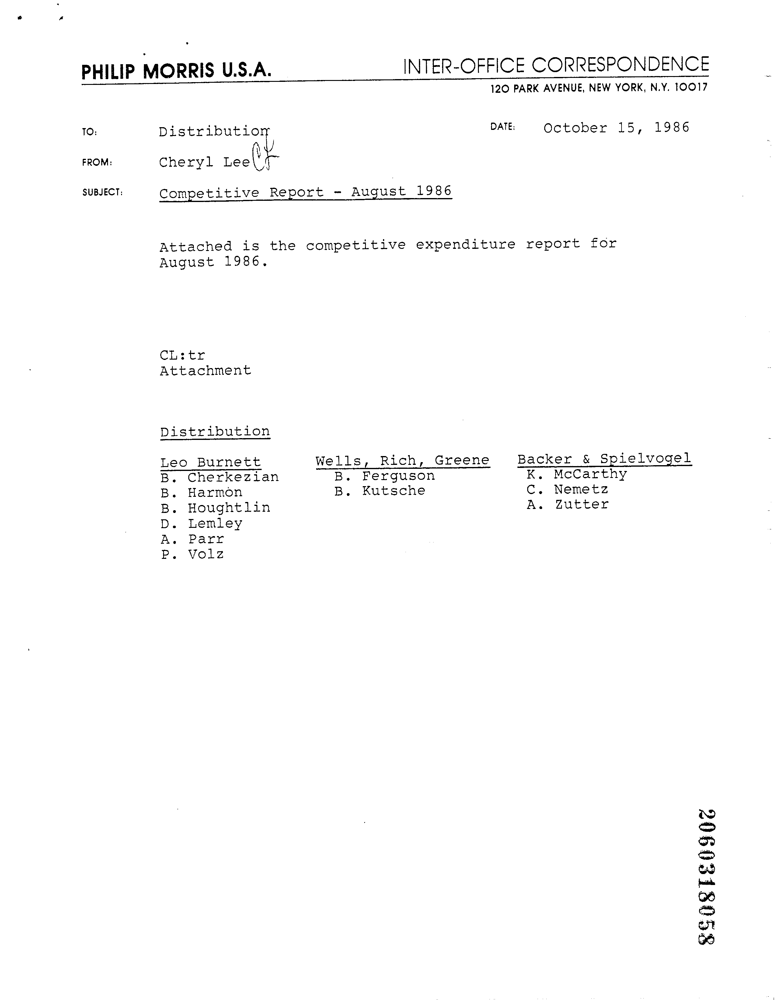 PHILIP MORRIS U.S.A. INTER-OFFICE CORRESPONDENCE
120 PARK AVENUE, NEW YORK, N.Y. 10017
TO: Distribution DATE: October 15, 1986
FROM: Cheryl Lee
SUBJECT: Competitive Report - August 1986
Attached is the competitive expenditure report for
August 1986.
CL:tr
Attachment
Distribution
Leo Burnett Wells, Rich, Greene Backer & Spielvogel
B. Cherkezian B. Ferguson K. McCarthy
B. Harmon B. Kutsche C. Nemetz
B. Houghtlin A. Zutter
D. Lemley
A. Parr
P. Volz
2060318058